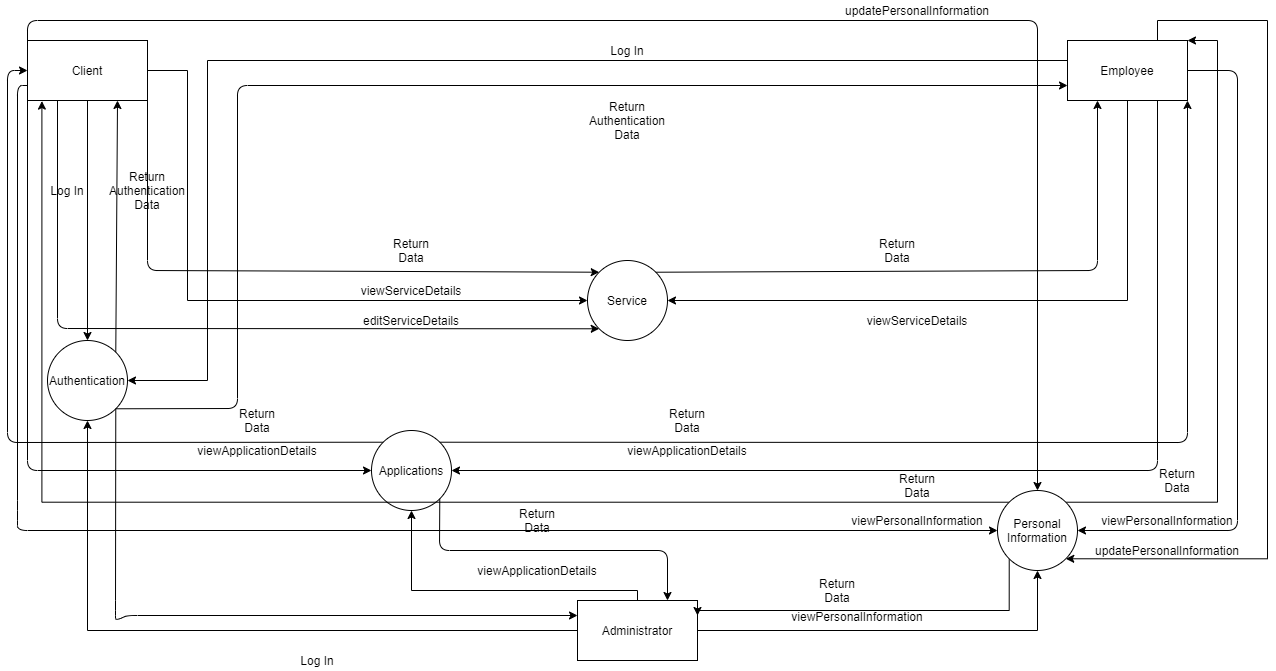 updatePersonalInformation
Log In
Client
Employee
Return
Authentication
Data
Return
Authentication
Data
Log In
Return
Data
Return
Data
viewServiceDetails
Service
editServiceDetails
viewServiceDetails
Authentication
Return
Data
Return
Data
viewApplicationDetails
viewApplicationDetails
Applications
Return
Data
Return
Data
Return
Data
viewPersonalInformation
Personal
Information
viewPersonalInformation
updatePersonalInformation
viewApplicationDetails
Return
Data
viewPersonalInformation
Administrator
Log In